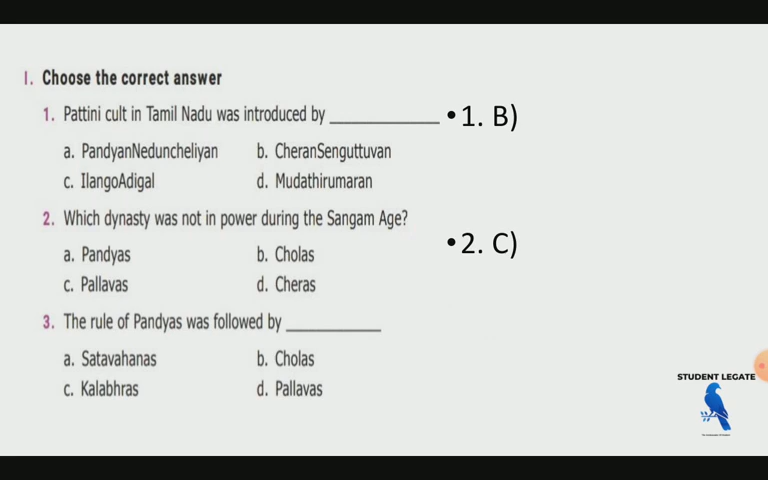 I. Choose the correct answer
1. Pattini cult in Tamil Nadu was introduced by ______________
a. PandyanNeduncheliyan b. CheranSenguttuvan
c. IlangoAdigal d. Mudathirumaran
2. Which dynasty was not in power during the Sangam Age?
a. Pandyas b. Cholas
c. Pallavas d. Cheras
3. The rule of Pandyas was followed by ____________
a. Satavahanas b. Cholas
c. Kalabhras d. Pallavas
•1. B)
•2. C)
STUDENT LEGATE